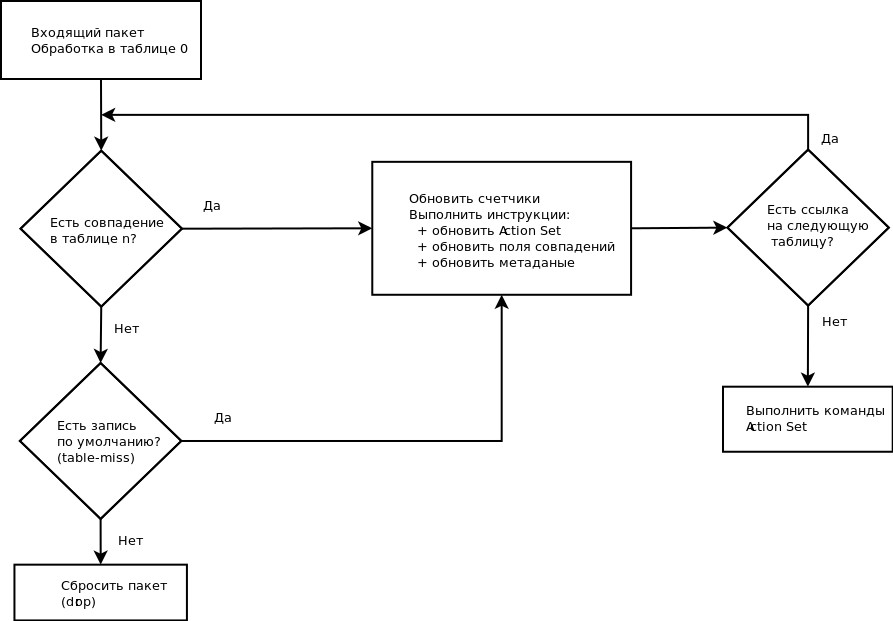 Входящий пакет
Обработка в таблице 0
Да
Есть совпадение
в таблице n?
Да
Обновить счетчики
Выполнить инструкции:
+ обновить Action Set
+ обновить поля совпадений
+ обновить метаданые
Есть ссылка
на следующую
таблицу?
Нет
Нет
Есть запись
по умолчанию?
(table-miss)
Да
Выполнить команды
Action Set
Нет
Сбросить пакет
(drop)